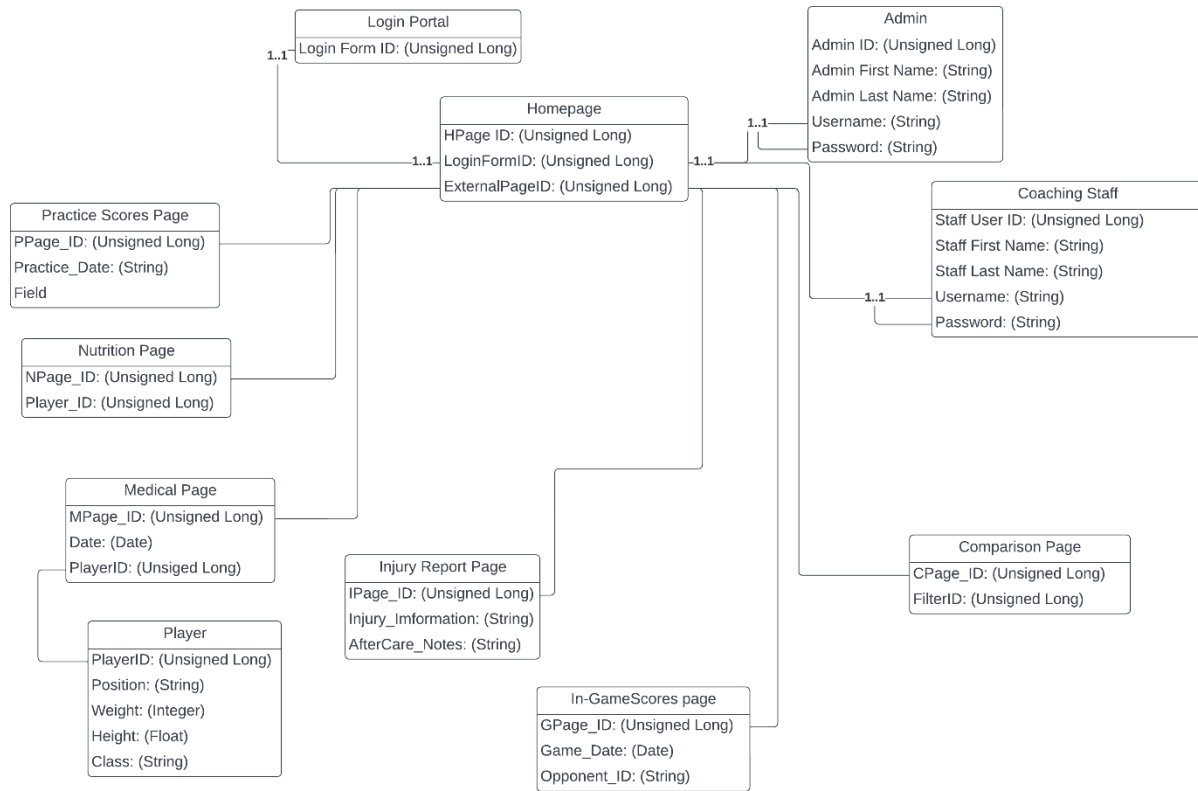 Login Portal
Login Form ID: (Unsigned Long)
1..1
Admin
Admin ID: (Unsigned Long)
Admin First Name: (String)
Admin Last Name: (String)
Username: (String)
Password: (String)
1..1
Homepage
HPage ID: (Unsigned Long)
LoginFormID: (Unsigned Long)
ExternalPageID: (Unsigned Long)
1..1
1..1
Coaching Staff
Staff User ID: (Unsigned Long)
Staff First Name: (String)
Staff Last Name: (String)
Username: (String)
Password: (String)
1..1
Practice Scores Page
PPage_ID: (Unsigned Long)
Practice_Date: (String)
Field
Nutrition Page
NPage_ID: (Unsigned Long)
Player_ID: (Unsigned Long)
Medical Page
MPage_ID: (Unsigned Long)
Date: (Date)
PlayerID: (Unsiged Long)
Player
PlayerID: (Unsigned Long)
Position: (String)
Weight: (Integer)
Height: (Float)
Class: (String)
Injury Report Page
IPage_ID: (Unsigned Long)
Injury_Imformation: (String)
AfterCare_Notes: (String)
Comparison Page
CPage_ID: (Unsigned Long)
FilterID: (Unsigned Long)
In-GameScores page
GPage_ID: (Unsigned Long)
Game_Date: (Date)
Opponent_ID: (String)